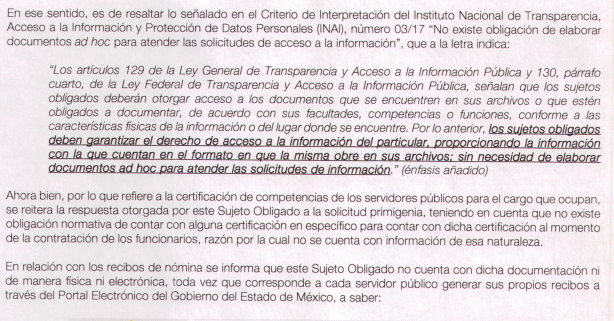 En ese sentido, es de resaltar lo señalado en el Criterio de Interpretación del Instituto Nacional de Transparencia,
Acceso a la Información y Protección de Datos Personales (INAI), número 03/17 “No existe obligación de elaborar
documentos ad hoc para atender las solicitudes de acceso a la información”, que a la letra indica:
“Los artículos 129 de la Ley General de Transparencia y Acceso a la Información Pública y 130, párrafo
cuarto, de la Ley Federal de Transparencia y Acceso a la Información Pública, señalan que los sujetos
obligados deberán otorgar acceso a los documentos que se encuentren en sus archivos o que estén
obligados a documentar, de acuerdo con sus facultades, competencias o funciones, conforme a las
características físicas de la información o del lugar donde se encuentre. Por lo anterior, los sujetos obligados
deben garantizar el derecho de acceso a la información del particular, proporcionando la información
con la que cuentan en el formato en que la misma obre en sus archivos; sin necesidad de elaborar
documentos ad hoc para atender las solicitudes de información.” (énfasis añadido)
Ahora bien, por lo que refiere a la certificación de competencias de los servidores públicos para el cargo que ocupan,
se reitera la respuesta otorgada por este Sujeto Obligado a la solicitud primigenia, teniendo en cuenta que no existe
obligación normativa de contar con alguna certificación en específico para contar con dicha certificación al momento
de la contratación de los funcionarios, razón por la cual no se cuenta con información de esa naturaleza.
En relación con los recibos de nómina se informa que este Sujeto Obligado no cuenta con dicha documentación ni
de manera física ni electrónica, toda vez que corresponde a cada servidor público generar sus propios recibos a
través del Portal Electrónico del Gobierno del Estado de México, a saber: